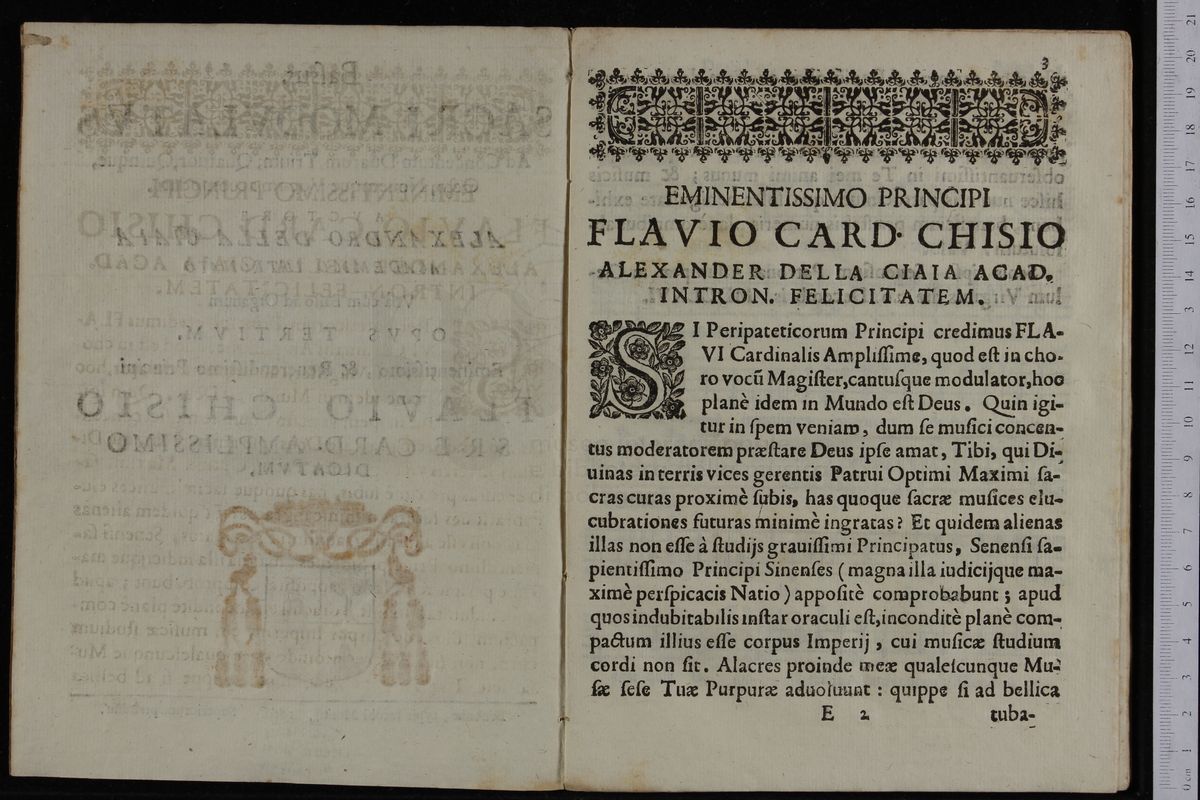 3
EMINENTISSIMO PRINCIPI
FLAVIO CARD. CHISIO
ALEXANDER DELLA CIAIA ACAD.
INTRON. FELICITATEM.
SI Peripateticorum Principi credimus FLA-
VI Cardinalis Ampliſſime, quod eſt in cho-
ro vocũ Magiſter, cantuſque modulator, hoc
planè idem in Mundo eſt Deus. Quin igi-
tur in ſpem veniam, dum ſe muſici concen-
tus moderatorem præſtare Deus ipſe amat, Tibi, qui Di-
uinas in terris vices gerentis Patrui Optimi Maximi ſa-
cras curas proximè ſubis, has quoque ſacræ muſices elu-
cubrationes futuras minimè ingratas? Et quidem alienas
illas non eſſe à ſtudijs grauiſſimi Principatus, Senenſi ſa-
pientiſſimo Principi Sinenſes (magna illa iudicijque ma-
ximè perſpicacis Natio) appoſitè comprobabunt; apud
quos indubitabilis inſtar oraculi eſt, inconditè planè com-
pactum illius eſſe corpus Imperij, cui muſicæ ſtudium
cordi non ſit. Alacres proinde meæ qualeſcunque Mu-
ſæ ſeſe Tuæ Purpuræ aduoluunt: quippe ſi ad bellica
E 2 tuba-